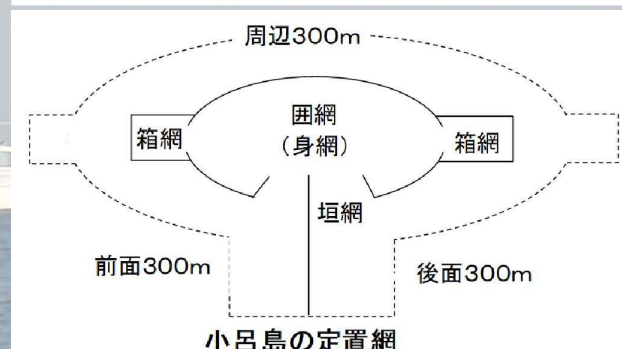 周辺300m
囲網
（身網）
箱網
箱網
垣網
前面300m
後面300m
小呂島の定置網